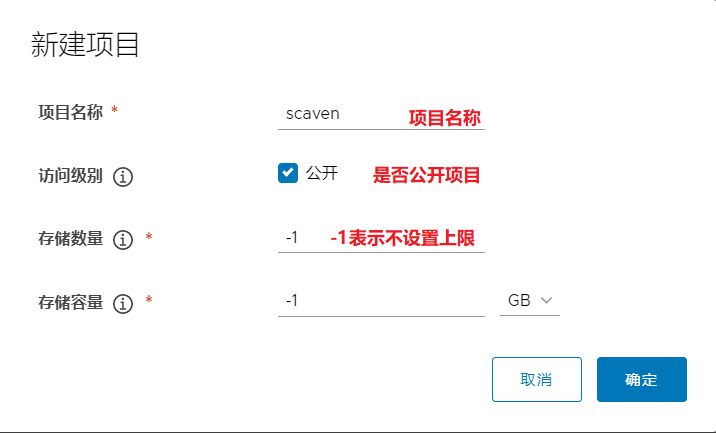 新建项目
项目名称 * scaven 项目名称
访问级别 公开 是否公开项目
存储数量 * -1 -1表示不设置上限
存储容量 * -1 GB
取消 确定